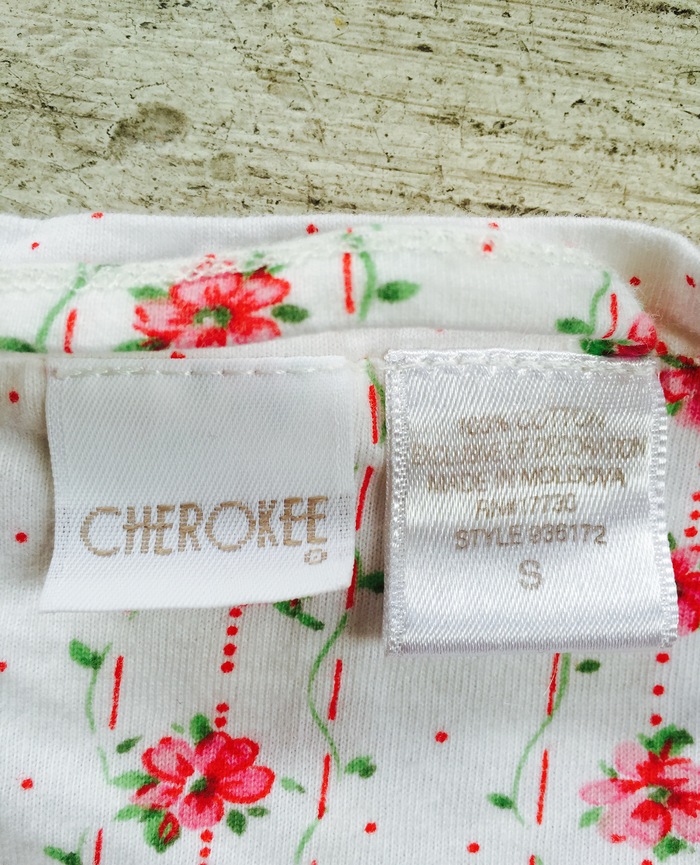 CHEROKEE
100% COTTON
EXCLUSIVE OF DECORATION
MADE IN MOLDOVA
RN# 17730
STYLE 936172
S